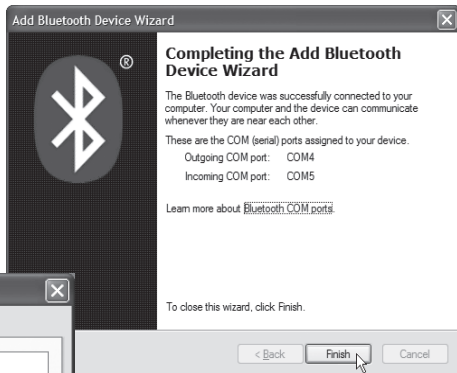 Add Bluetooth Device Wizard
®
Completing the Add Bluetooth
Device Wizard
The Bluetooth device was successfully connected to your
computer. Your computer and the device can communicate
whenever they are near each other.
These are the COM (serial) ports assigned to your device.
Outgoing COM port: COM4
Incoming COM port: COM5
Learn more about Bluetooth COM ports.
To close this wizard, click Finish.
< Back Finish Cancel